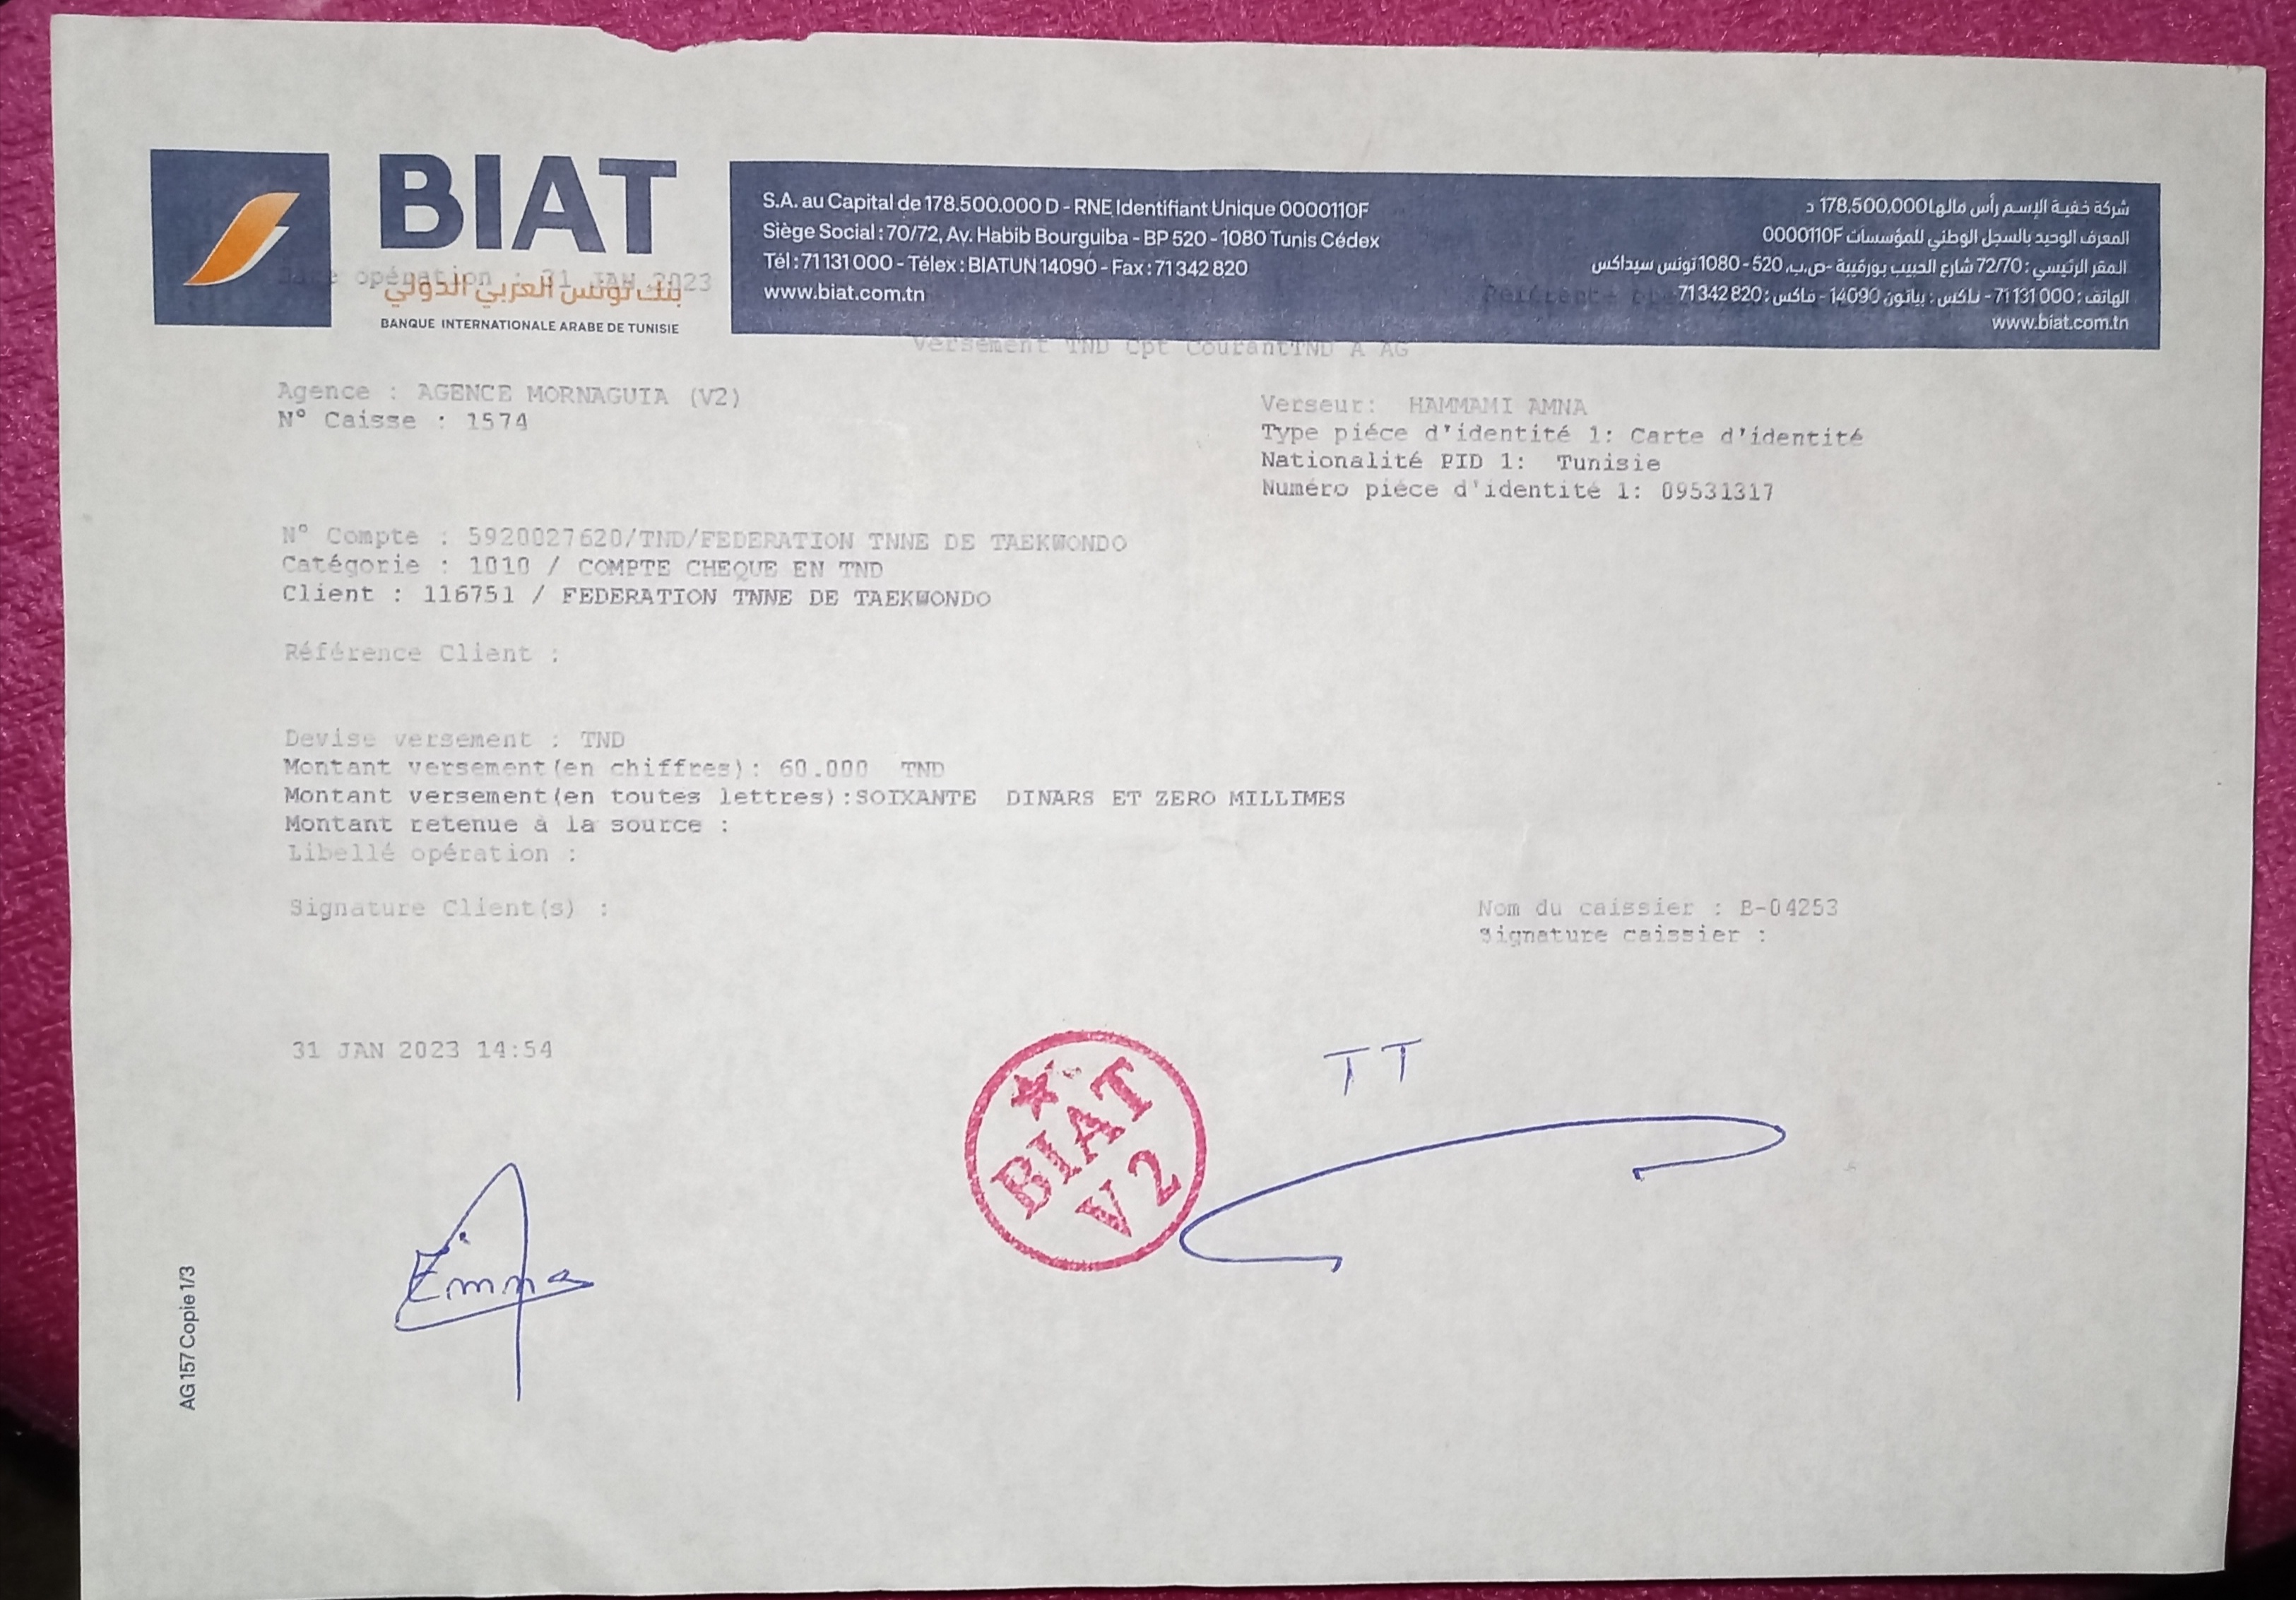 BIAT
بنك تونس العربي الدولي
BANQUE INTERNATIONALE ARABE DE TUNISIE
S.A. au Capital de 178.500.000 D - RNE Identifiant Unique 0000110F
Siège Social : 70/72, Av. Habib Bourguiba - BP 520 - 1080 Tunis Cédex
Tél : 71 131 000 - Télex : BIATUN 14090 - Fax : 71 342 820
www.biat.com.tn
شركة خفية الإسم رأس مالها 178.500.000 د
المعرف الوحيد بالسجل الوطني للمؤسسات 0000110F
المقر الرئيسي : 72/70 شارع الحبيب بورقيبة -ص.ب. 520 - 1080 تونس سيداكس
الهاتف : 000 131 71 - تلكس : بياتون 14090 - فاكس : 820 342 71
www.biat.com.tn
Date opération : 31 JAN 2023
Versement TND Cpt CourantTND A AG
Agence : AGENCE MORNAGUIA (V2)
N° Caisse : 1574
Verseur: HAMMAMI AMNA
Type piéce d'identité 1: Carte d'identité
Nationalité PID 1: Tunisie
Numéro piéce d'identité 1: 09531317
N° Compte : 5920027620/TND/FEDERATION TNNE DE TAEKWONDO
Catégorie : 1010 / COMPTE CHEQUE EN TND
Client : 116751 / FEDERATION TNNE DE TAEKWONDO
Référence Client :
Devise versement : TND
Montant versement(en chiffres): 60.000 TND
Montant versement(en toutes lettres):SOIXANTE DINARS ET ZERO MILLIMES
Montant retenue à la source :
Libellé opération :
Signature Client(s) :
Nom du caissier : B-04253
Signature caissier :
31 JAN 2023 14:54
BIAT
V2
TT
Emna
AG 157 Copie 1/3